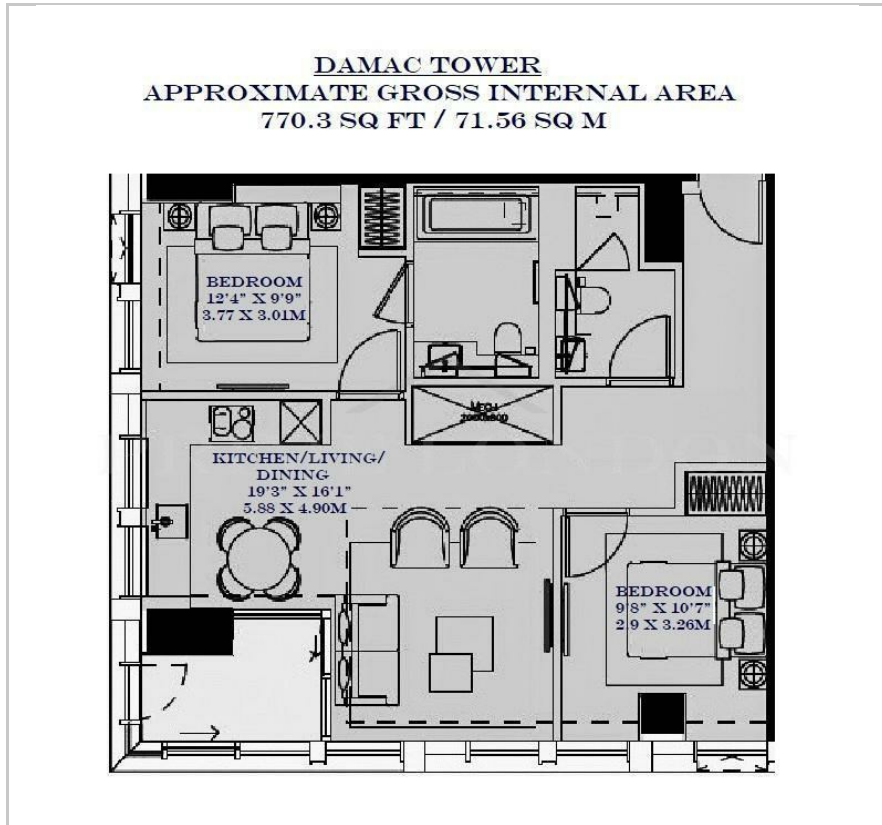 DAMAC TOWER
APPROXIMATE GROSS INTERNAL AREA
770.3 SQ FT / 71.56 SQ M
BEDROOM
12'4" X 9'9"
3.77 X 3.01M
KITCHEN/LIVING/
DINING
19'3" X 16'1"
5.88 X 4.90M
BEDROOM
9'8" X 10'7"
2.9 X 3.26M
LONDON